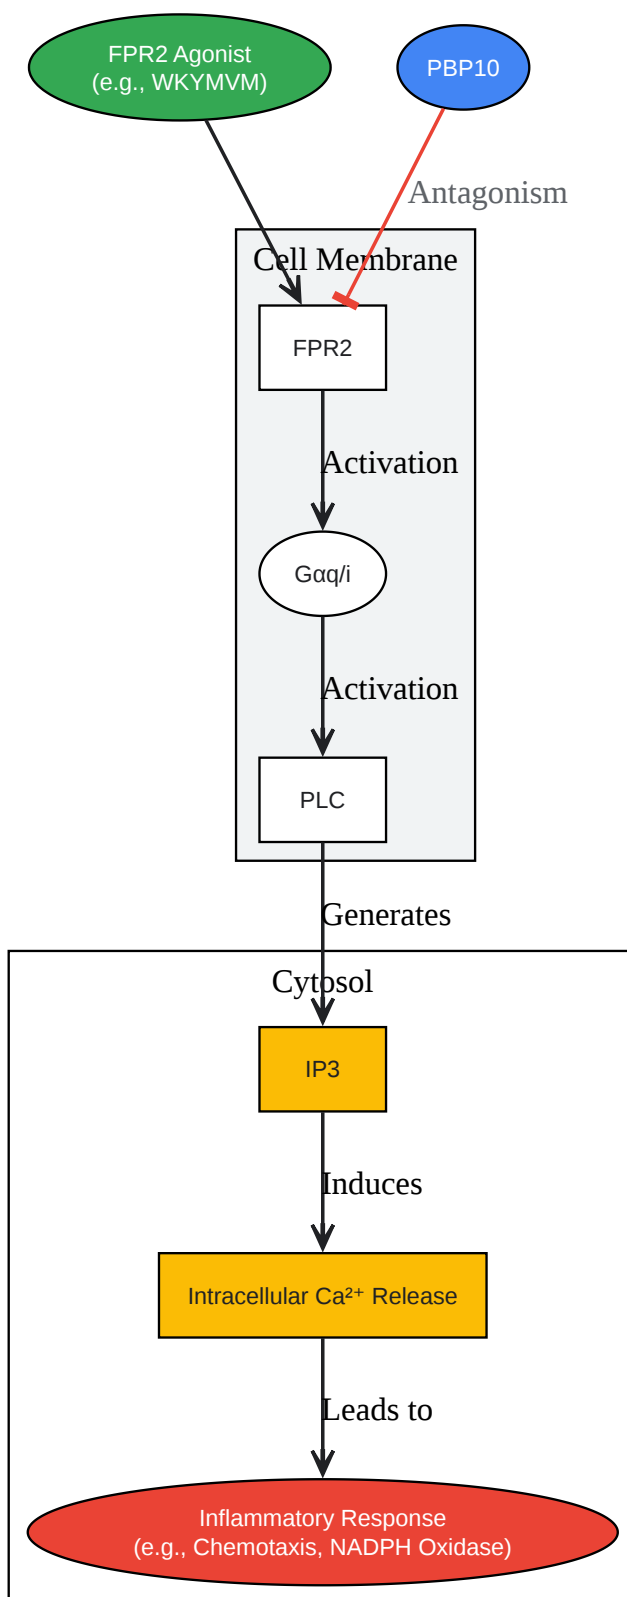 FPR2 Agonist
(e.g., WKYMVM)
PBP10
Antagonism
Cell Membrane
FPR2
Activation
Gαq/i
Activation
PLC
Generates
Cytosol
IP3
Induces
Intracellular Ca²⁺ Release
Leads to
Inflammatory Response
(e.g., Chemotaxis, NADPH Oxidase)